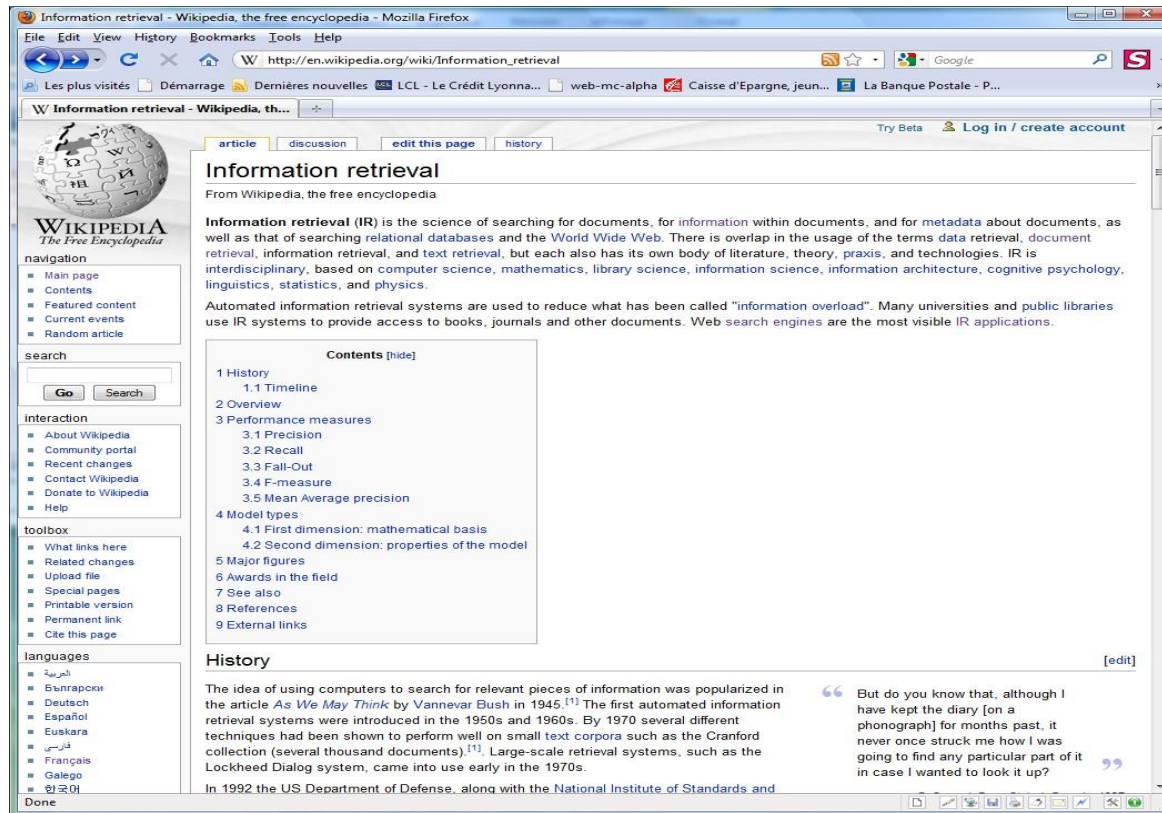 Information retrieval - Wikipedia, the free encyclopedia - Mozilla Firefox
File Edit View History Bookmarks Tools Help
http://en.wikipedia.org/wiki/Information_retrieval
Google
Les plus visités Démarrage Dernières nouvelles LCL - Le Crédit Lyonna... web-mc-alpha Caisse d'Epargne, jeun... La Banque Postale - P...
Information retrieval - Wikipedia, th...
Try Beta Log in / create account
article discussion edit this page history
WIKIPEDIA
The Free Encyclopedia
navigation
Main page
Contents
Featured content
Current events
Random article
search
Go Search
interaction
About Wikipedia
Community portal
Recent changes
Contact Wikipedia
Donate to Wikipedia
Help
toolbox
What links here
Related changes
Upload file
Special pages
Printable version
Permanent link
Cite this page
languages
العربية
Български
Deutsch
Español
Euskara
فارسی
Français
Galego
한국어
Information retrieval
From Wikipedia, the free encyclopedia
Information retrieval (IR) is the science of searching for documents, for information within documents, and for metadata about documents, as
well as that of searching relational databases and the World Wide Web. There is overlap in the usage of the terms data retrieval, document
retrieval, information retrieval, and text retrieval, but each also has its own body of literature, theory, praxis, and technologies. IR is
interdisciplinary, based on computer science, mathematics, library science, information science, information architecture, cognitive psychology,
linguistics, statistics, and physics.
Automated information retrieval systems are used to reduce what has been called "information overload". Many universities and public libraries
use IR systems to provide access to books, journals and other documents. Web search engines are the most visible IR applications.
Contents [hide]
1 History
1.1 Timeline
2 Overview
3 Performance measures
3.1 Precision
3.2 Recall
3.3 Fall-Out
3.4 F-measure
3.5 Mean Average precision
4 Model types
4.1 First dimension: mathematical basis
4.2 Second dimension: properties of the model
5 Major figures
6 Awards in the field
7 See also
8 References
9 External links
History [edit]
The idea of using computers to search for relevant pieces of information was popularized in
the article As We May Think by Vannevar Bush in 1945.[1] The first automated information
retrieval systems were introduced in the 1950s and 1960s. By 1970 several different
techniques had been shown to perform well on small text corpora such as the Cranford
collection (several thousand documents).[1]. Large-scale retrieval systems, such as the
Lockheed Dialog system, came into use early in the 1970s.
In 1992 the US Department of Defense, along with the National Institute of Standards and
“ But do you know that, although I
have kept the diary [on a
phonograph] for months past, it
never once struck me how I was
going to find any particular part of it
in case I wanted to look it up? ”
Done